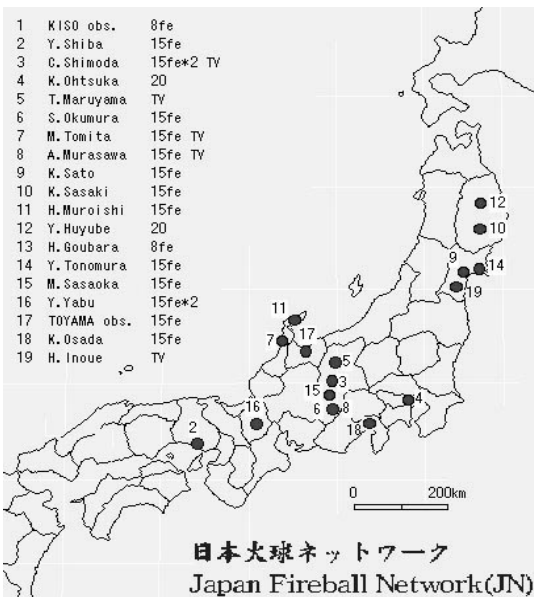 1 KISO obs. 8fe
2 Y.Shiba 15fe
3 C.Shimoda 15fe*2 TV
4 K.Ohtsuka 20
5 T.Maruyama TV
6 S.Okumura 15fe
7 M.Tomita 15fe TV
8 A.Murasawa 15fe TV
9 K.Sato 15fe
10 K.Sasaki 15fe
11 H.Muroishi 15fe
12 Y.Huyube 20
13 H.Goubara 8fe
14 Y.Tonomura 15fe
15 M.Sasaoka 15fe
16 Y.Yabu 15fe*2
17 TOYAMA obs. 15fe
18 K.Osada 15fe
19 H.Inoue TV
12
10
9 14
19
11
7 17
5
3
15
6 8
4
16
18
2
0 200km
日本火球ネットワーク
Japan Fireball Network(JN)